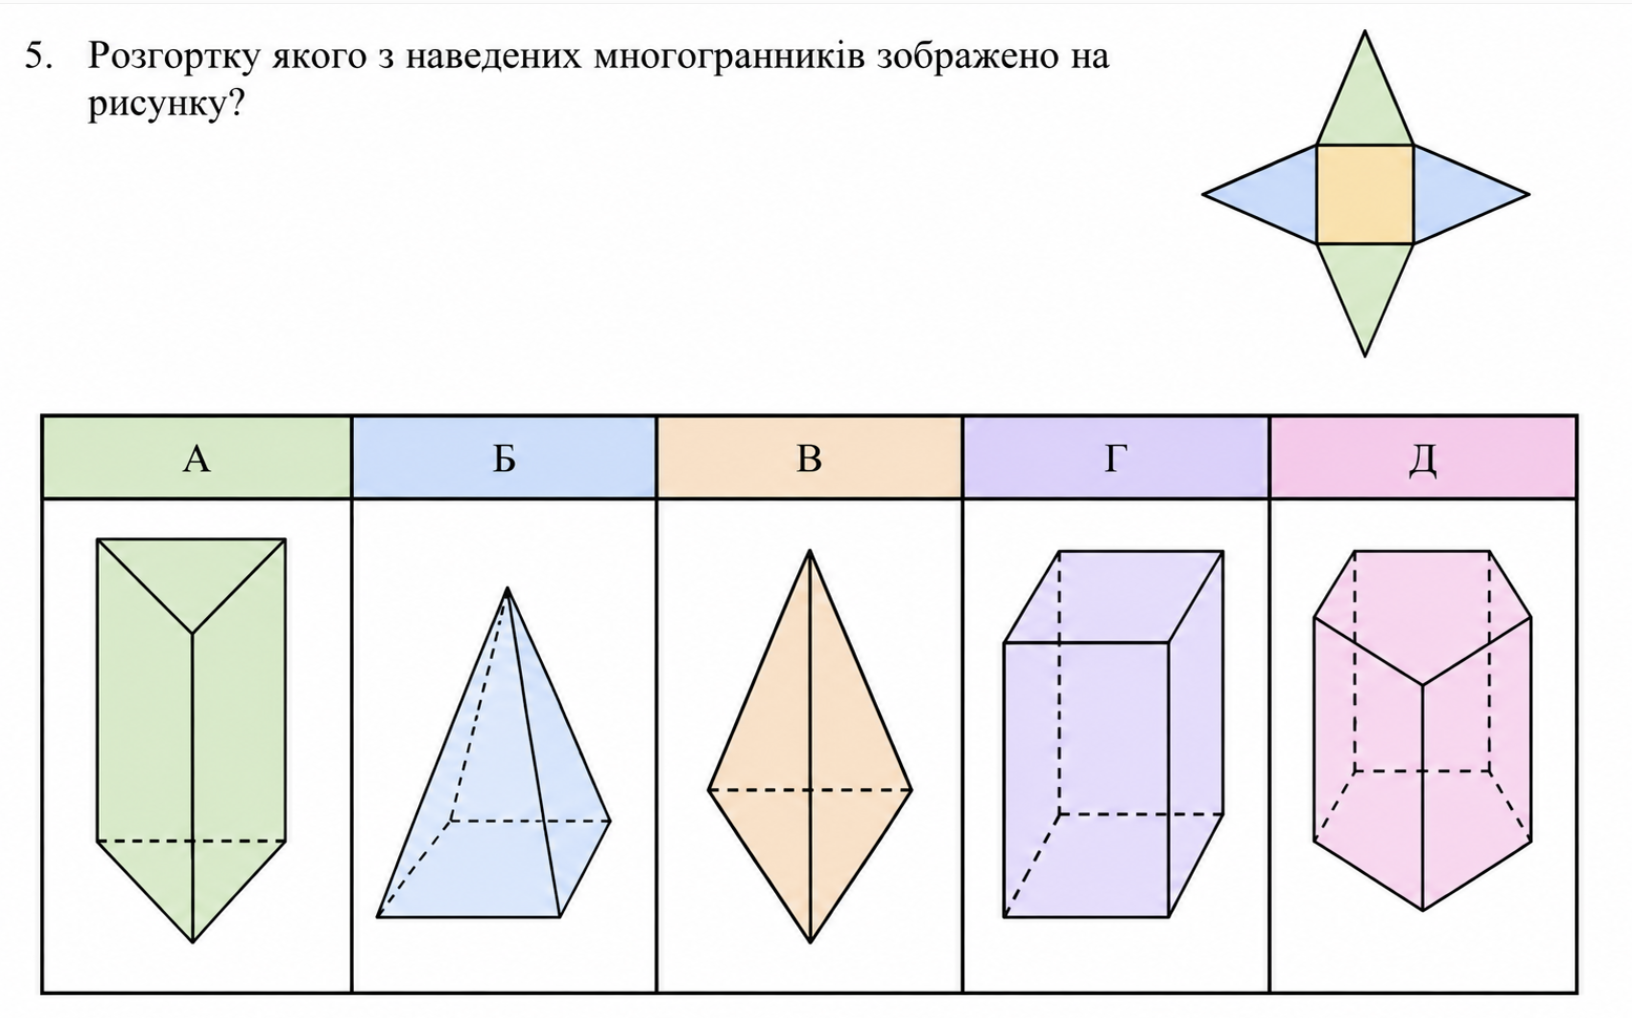 5. Розгортку якого з наведених многогранників зображено на
рисунку?
А Б В Г Д